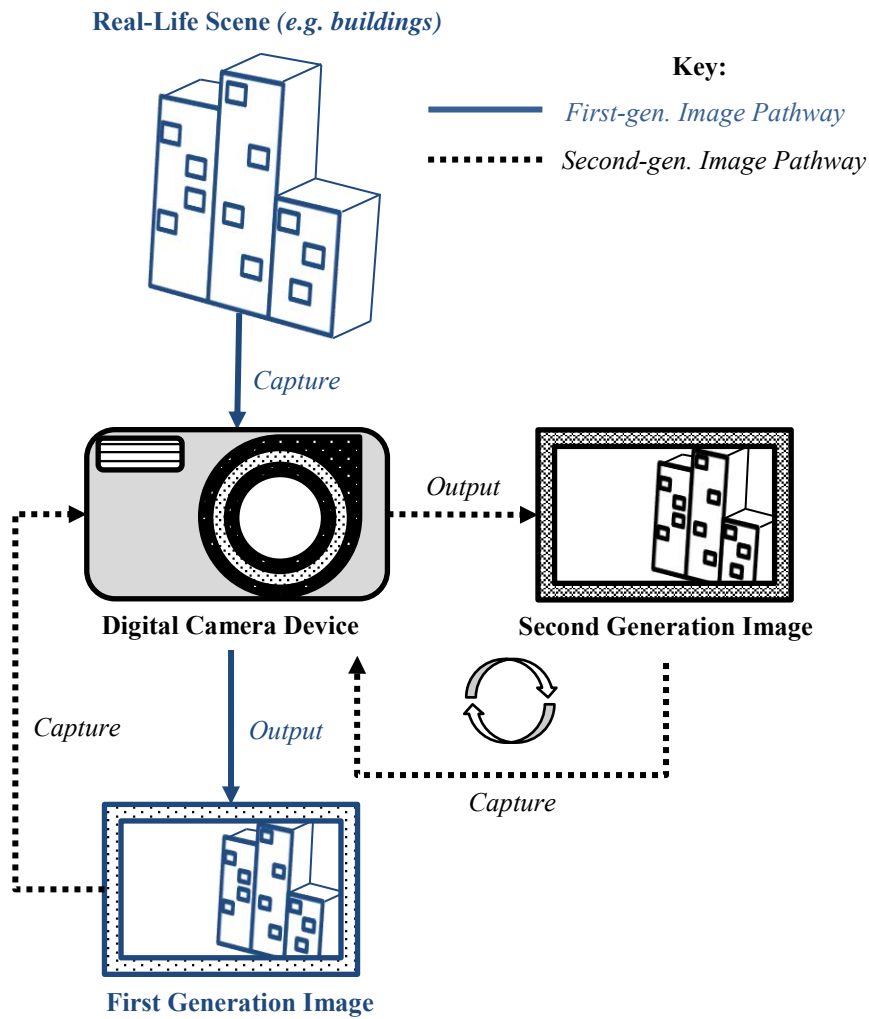 Real-Life Scene (e.g. buildings)
Key:
First-gen. Image Pathway
Second-gen. Image Pathway
Capture
Output
Digital Camera Device
Second Generation Image
Capture
Output
Capture
First Generation Image